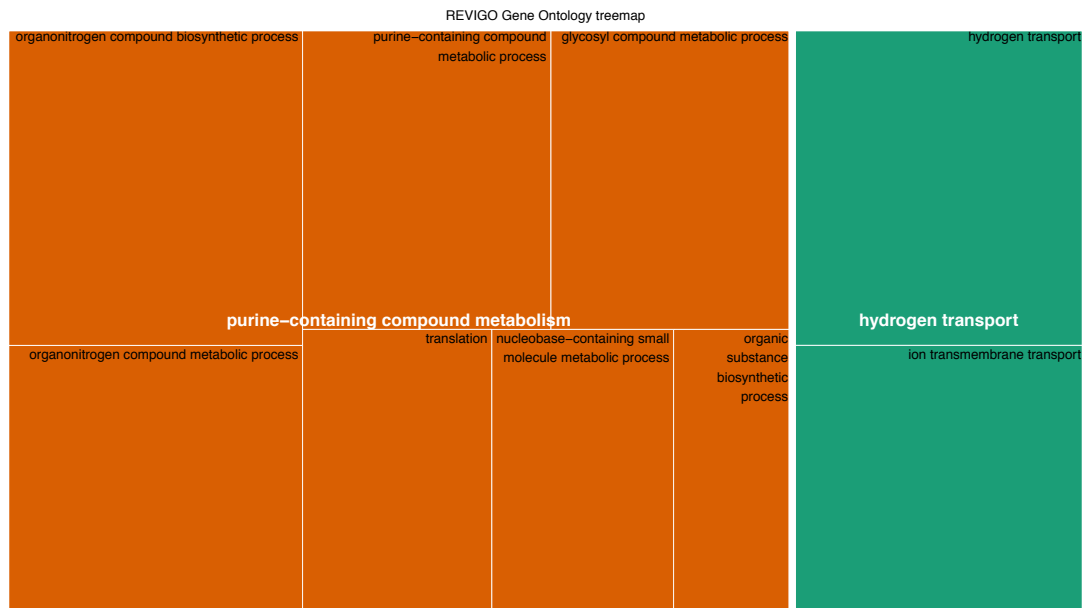 REVIGO Gene Ontology treemap
organonitrogen compound biosynthetic process
purine−containing compound
metabolic process
glycosyl compound metabolic process
hydrogen transport
purine−containing compound metabolism
hydrogen transport
organonitrogen compound metabolic process
translation
nucleobase−containing small
molecule metabolic process
organic
substance
biosynthetic
process
ion transmembrane transport